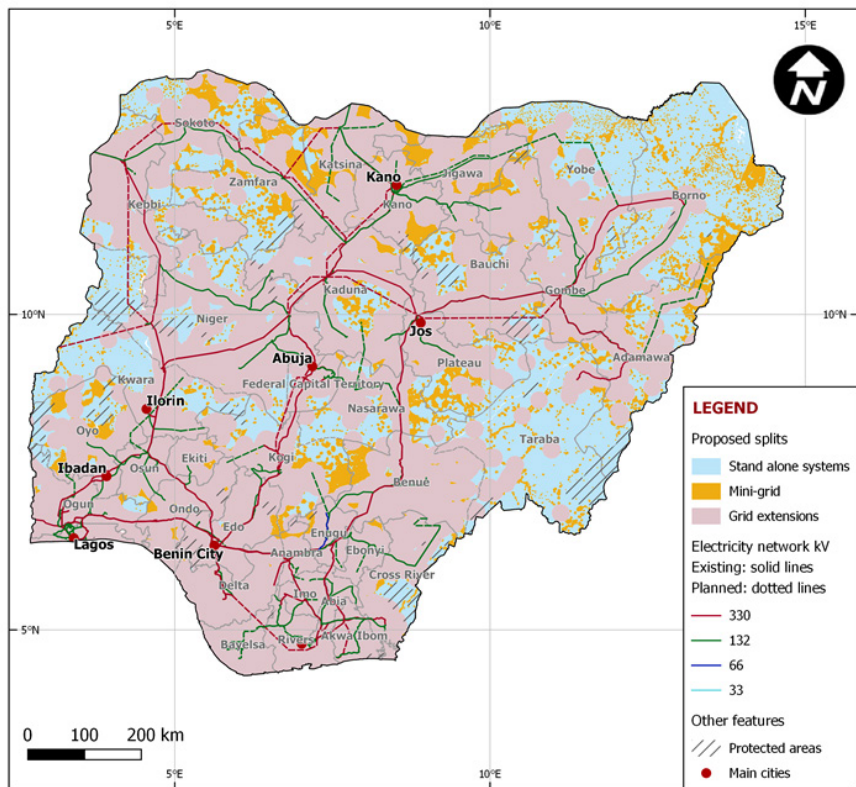 5°E
10°E
15°E
N
Sokoto
Katsina
Zamfara
Kano
Jigawa
Yobe
Kebbi
Kano
Borno
Bauchi
Kaduna
Gombe
10°N
10°N
Niger
Jos
Abuja
Plateau
Adamawa
Kwara
Federal Capital Territory
Ilorin
Nasarawa
Oyo
Taraba
Ekiti
Kogi
Ibadan
Osun
Benue
Ogun
Ondo
Edo
Enugu
Lagos
Benin City
Anambra
Ebonyi
Cross River
Delta
Imo
Abia
5°N
Rivers
Akwa Ibom
Bayelsa
LEGEND
Proposed splits
Stand alone systems
Mini-grid
Grid extensions
Electricity network kV
Existing: solid lines
Planned: dotted lines
330
132
66
33
Other features
Protected areas
Main cities
0 100 200 km
5°E
10°E